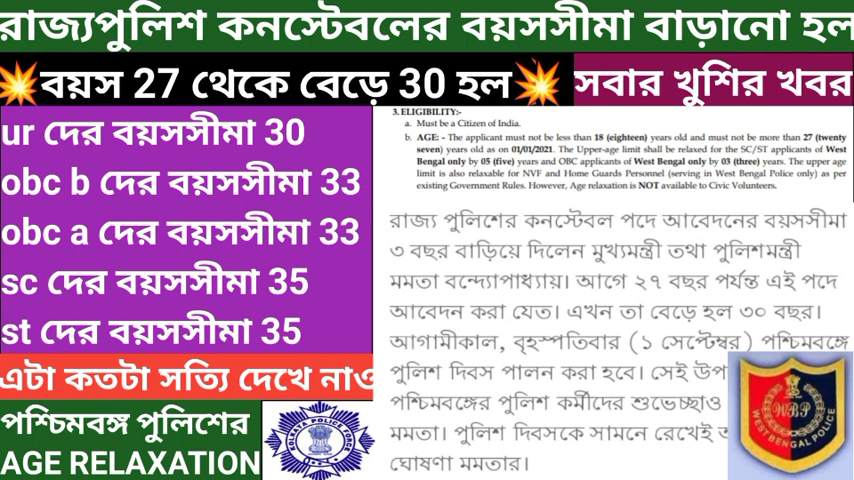 রাজ্যপুলিশ কনস্টেবলের বয়সসীমা বাড়ানো হল
বয়স 27 থেকে বেড়ে 30 হল
সবার খুশির খবর
ur দের বয়সসীমা 30
obc b দের বয়সসীমা 33
obc a দের বয়সসীমা 33
sc দের বয়সসীমা 35
st দের বয়সসীমা 35
এটা কতটা সত্যি দেখে নাও
পশ্চিমবঙ্গ পুলিশের
AGE RELAXATION
KOLKATA POLICE FORCE
3. ELIGIBILITY:-
a. Must be a Citizen of India.
b. AGE: - The applicant must not be less than 18 (eighteen) years old and must not be more than 27 (twenty
seven) years old as on 01/01/2021. The Upper-age limit shall be relaxed for the SC/ST applicants of West
Bengal only by 05 (five) years and OBC applicants of West Bengal only by 03 (three) years. The upper age
limit is also relaxable for NVF and Home Guards Personnel (serving in West Bengal Police only) as per
existing Government Rules. However, Age relaxation is NOT available to Civic Volunteers.
রাজ্য পুলিশের কনস্টেবল পদে আবেদনের বয়সসীমা
৩ বছর বাড়িয়ে দিলেন মুখ্যমন্ত্রী তথা পুলিশমন্ত্রী
মমতা বন্দ্যোপাধ্যায়। আগে ২৭ বছর পর্যন্ত এই পদে
আবেদন করা যেত। এখন তা বেড়ে হল ৩০ বছর।
আগামীকাল, বৃহস্পতিবার (১ সেপ্টেম্বর) পশ্চিমবঙ্গে
পুলিশ দিবস পালন করা হবে। সেই উপ
পশ্চিমবঙ্গের পুলিশ কর্মীদের শুভেচ্ছাও
মমতা। পুলিশ দিবসকে সামনে রেখেই
ঘোষণা মমতার।
WBP
WEST BENGAL POLICE